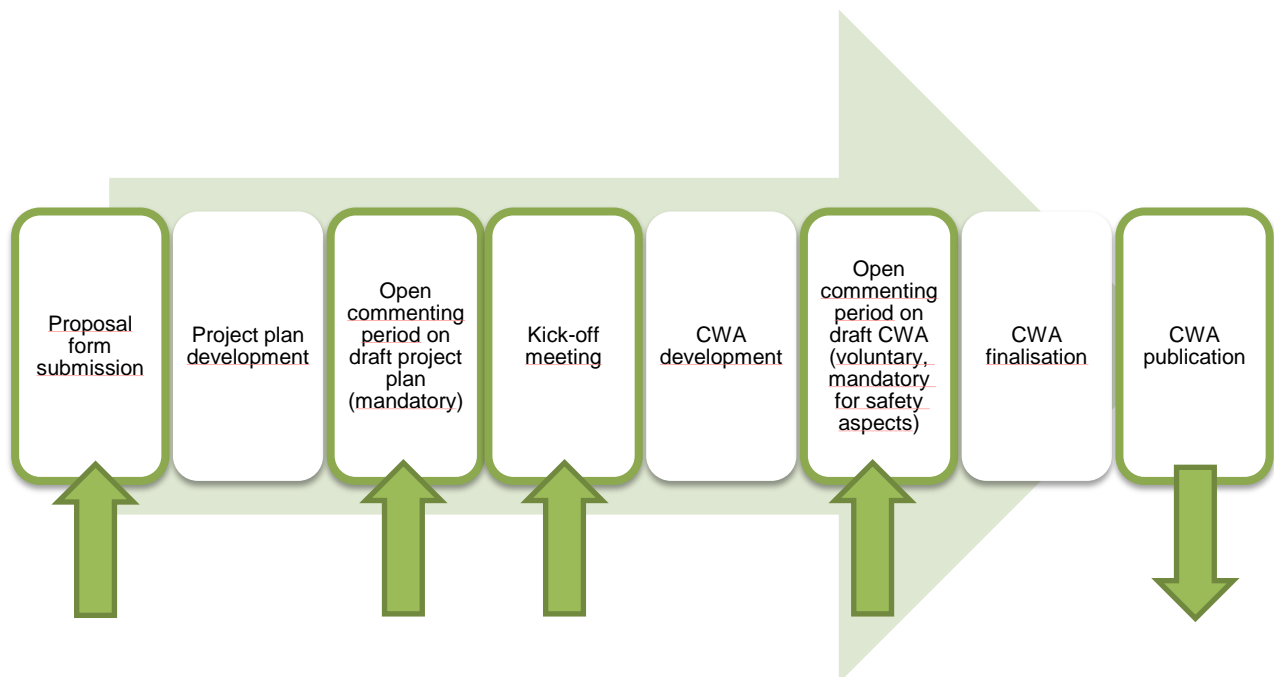 Proposal
form
submission
Project plan
development
Open
commenting
period on
draft project
plan
(mandatory)
Kick-off
meeting
CWA
development
Open
commenting
period on
draft CWA
(voluntary,
mandatory
for safety
aspects)
CWA
finalisation
CWA
publication